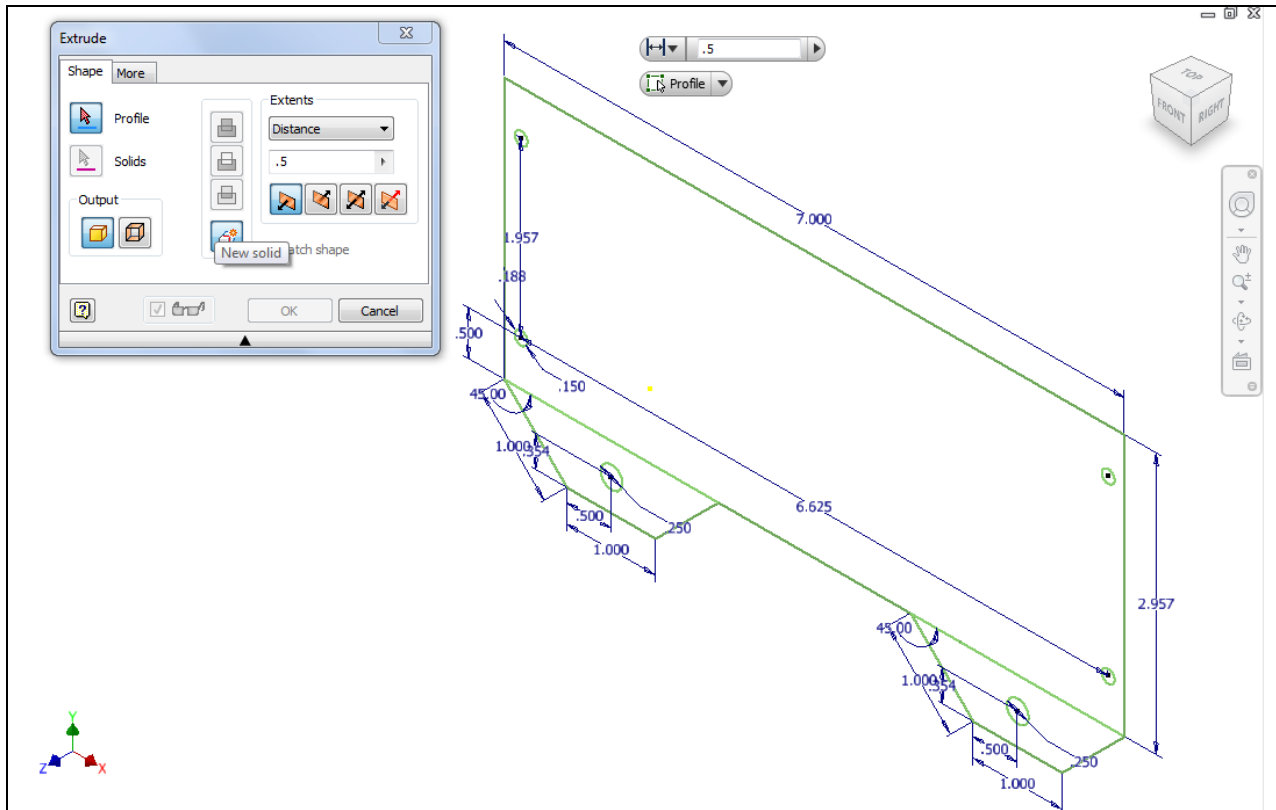 Extrude
Shape
More
Profile
Solids
Output
Extents
Distance
.5
New solid
atch shape
OK
Cancel
.5
Profile
TOP
FRONT
RIGHT
7.000
1.957
.188
.500
.150
45.00
1.000
.354
.500
1.000
.250
6.625
2.957
45.00
1.000
.354
.500
1.000
.250
Y
Z
X